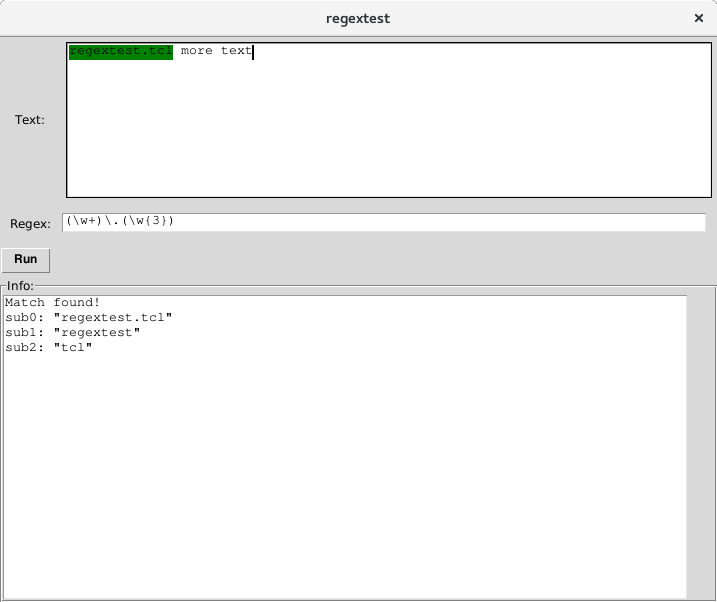 regextest
×
Text:
regextest.tcl more text
Regex:
(\w+)\.(\w{3})
Run
Info:
Match found!
sub0: "regextest.tcl"
sub1: "regextest"
sub2: "tcl"